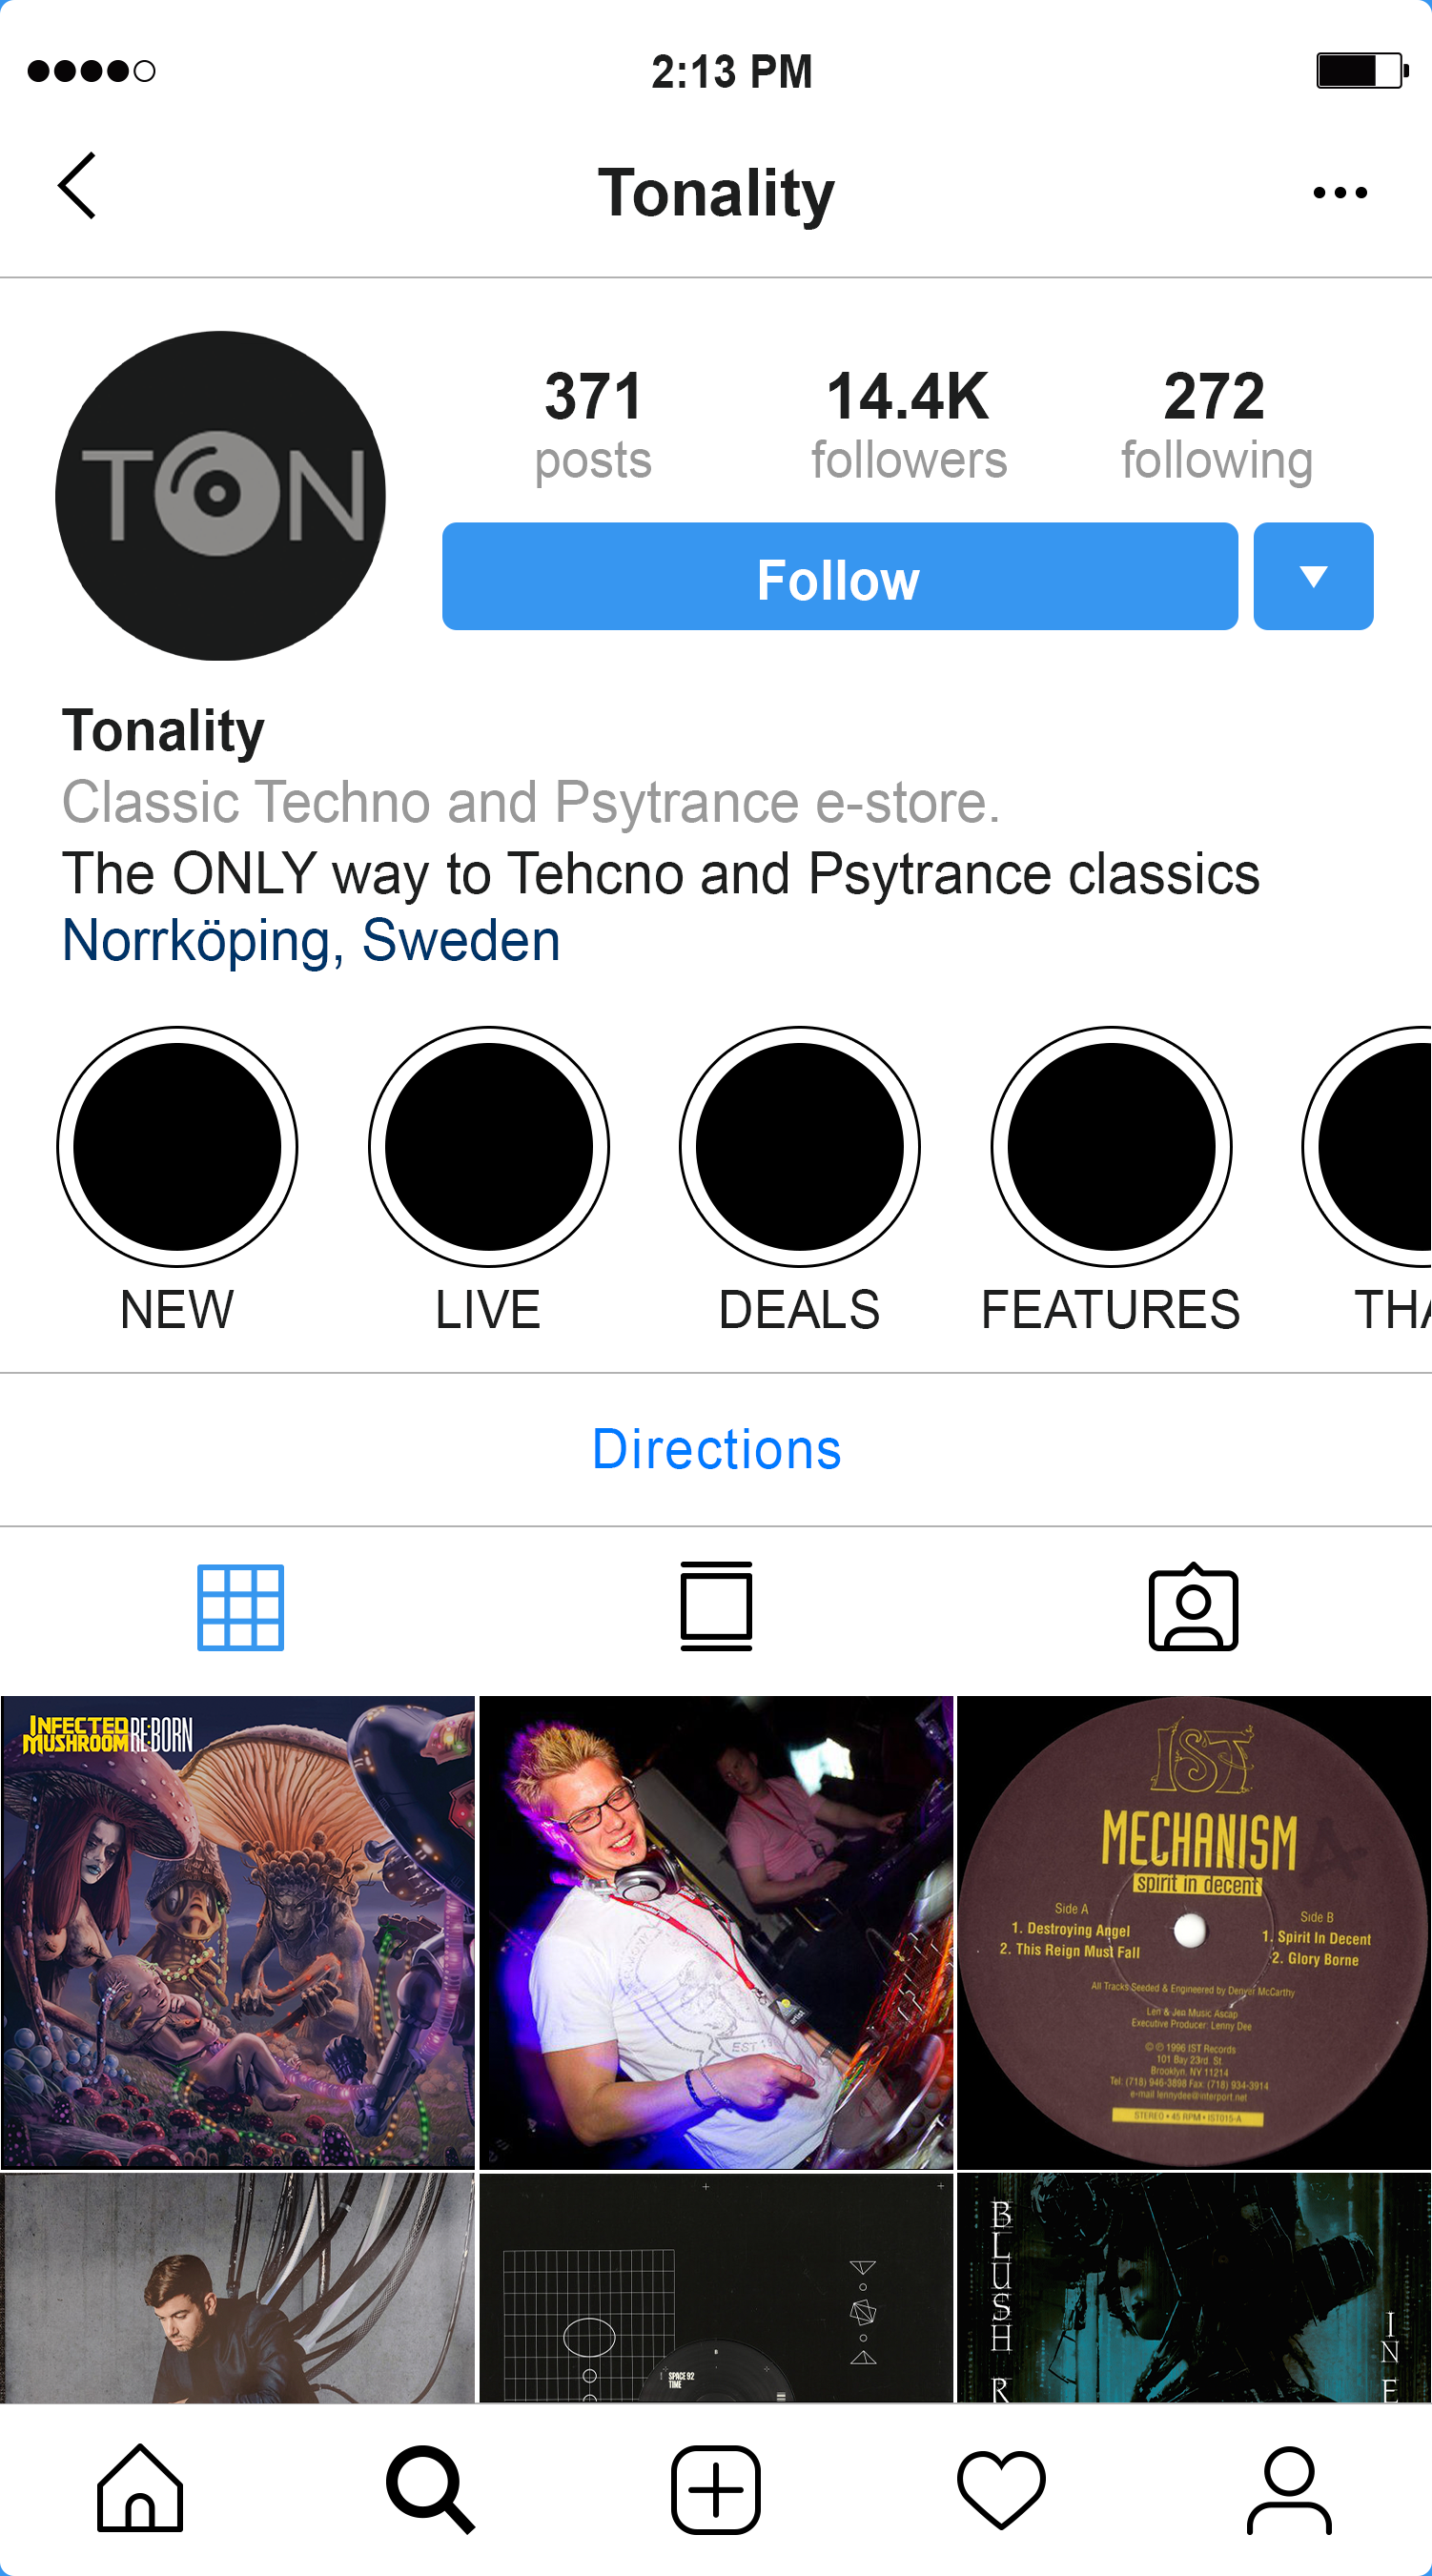 2:13 PM
Tonality
TON
371
14.4K
272
posts
followers
following
Follow
Tonality
Classic Techno and Psytrance e-store.
The ONLY way to Tehcno and Psytrance classics
Norrköping, Sweden
NEW
LIVE
DEALS
FEATURES
THA
Directions
INFECTED
MUSHROOM RE:BORN
artist
EST
IST
MECHANISM
spirit in decent
Side A
1. Destroying Angel
2. This Reign Must Fall
Side B
1. Spirit In Decent
2. Glory Borne
All Tracks Seeded & Engineered by Denyer McCarthy
Len & Jen Music Ascap
Executive Producer: Lenny Dee
© ℗ 1996 IST Records
101 Bay 23rd. St.
Brooklyn, NY 11214
Tel: (718) 946-3898 Fax: (718) 934-3914
e-mail lennydee@interport.net
STEREO • 45 RPM • IST015-A
SPACE 92
TIME
BLUSH R
INE